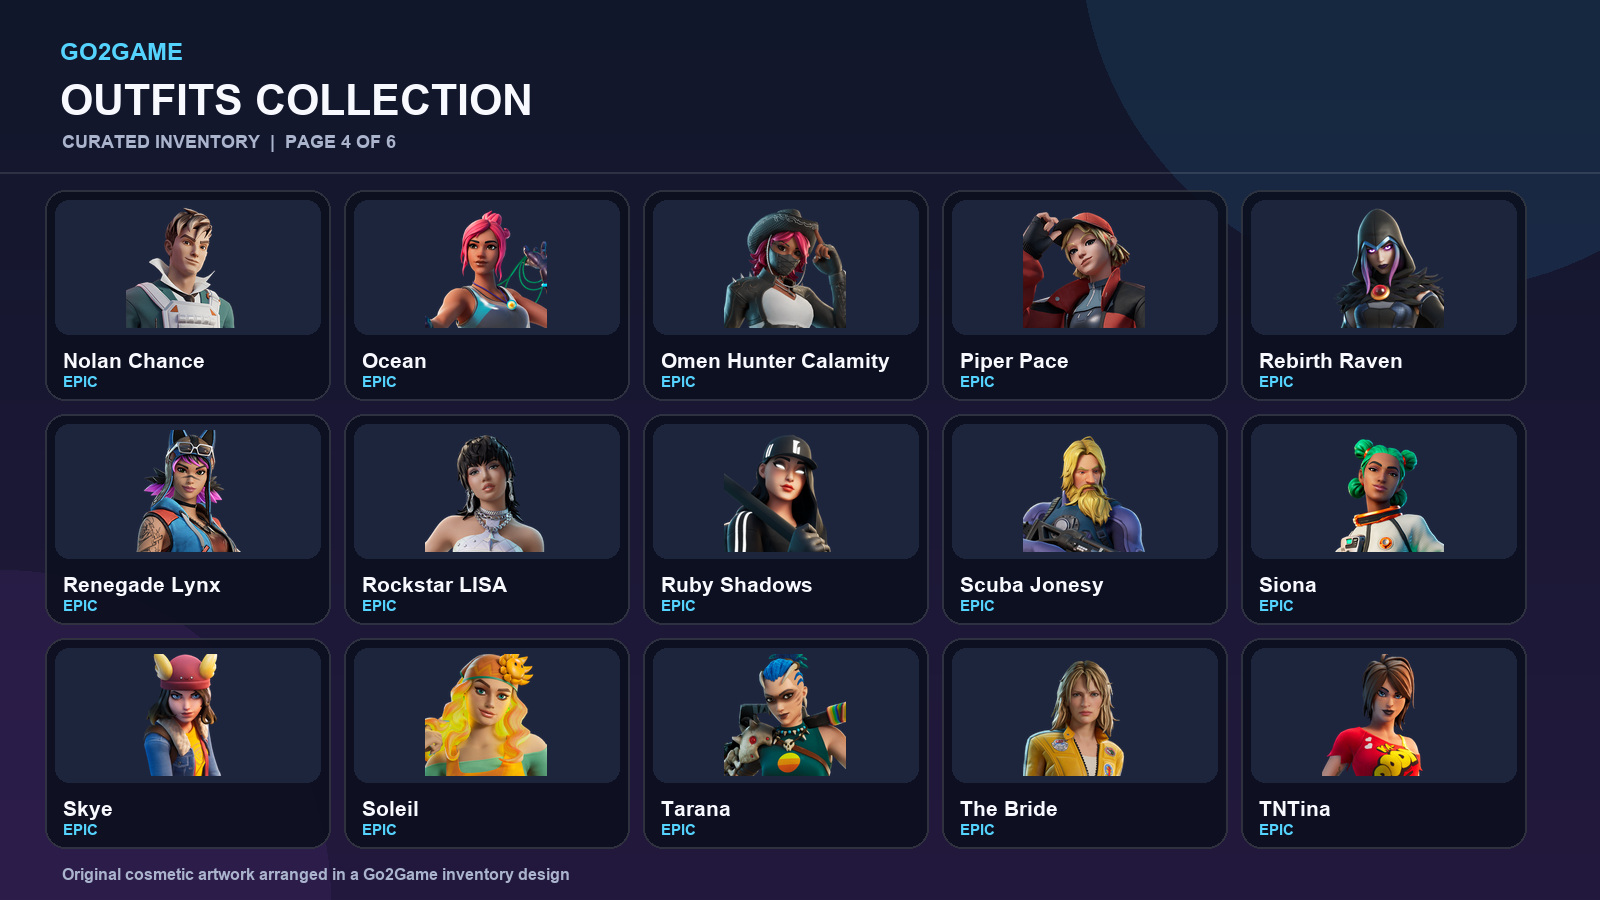 GO2GAME
OUTFITS COLLECTION
CURATED INVENTORY | PAGE 4 OF 6
Nolan Chance
EPIC
Ocean
EPIC
Omen Hunter Calamity
EPIC
Piper Pace
EPIC
Rebirth Raven
EPIC
Renegade Lynx
EPIC
Rockstar LISA
EPIC
Ruby Shadows
EPIC
Scuba Jonesy
EPIC
Siona
EPIC
Skye
EPIC
Soleil
EPIC
Tarana
EPIC
The Bride
EPIC
TNTina
EPIC
Original cosmetic artwork arranged in a Go2Game inventory design